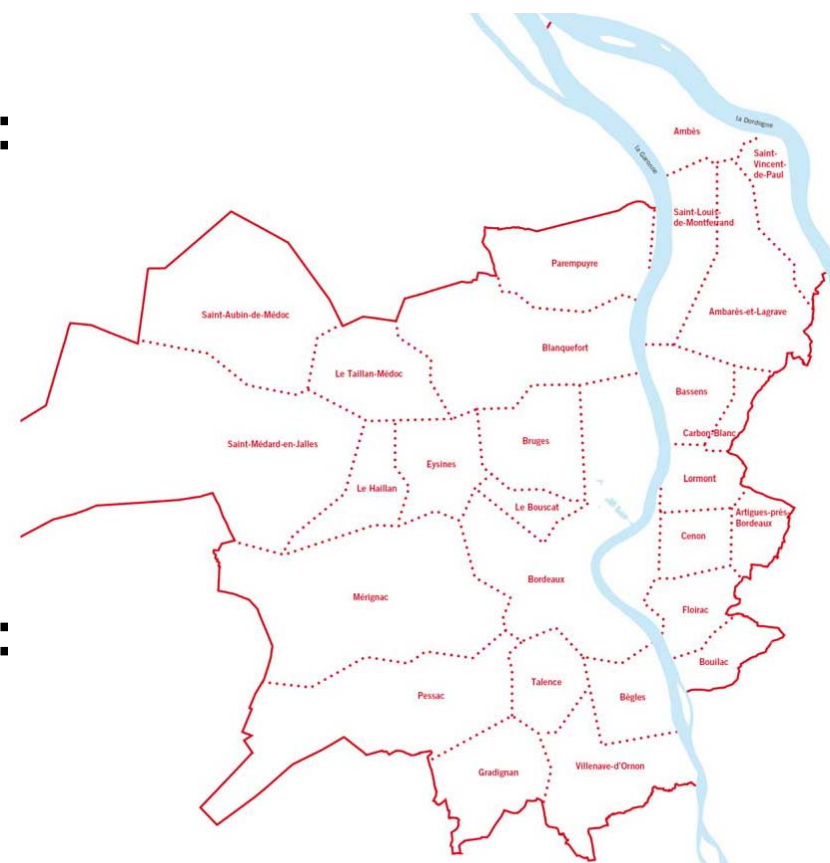 :
:
la Dordogne
Ambès
la Garonne
Saint-
Vincent-
de-Paul
Saint-Louis-
de-Montferrand
Parempuyre
Ambarès-et-Lagrave
Saint-Aubin-de-Médoc
Blanquefort
Le Taillan-Médoc
Bassens
Carbon-Blanc
Saint-Médard-en-Jalles
Bruges
Eysines
Lormont
Le Haillan
Le Bouscat
Artigues-près-
Bordeaux
Cenon
Bordeaux
Mérignac
Floirac
Bouilac
Talence
Pessac
Bègles
Gradignan
Villenave-d'Ornon